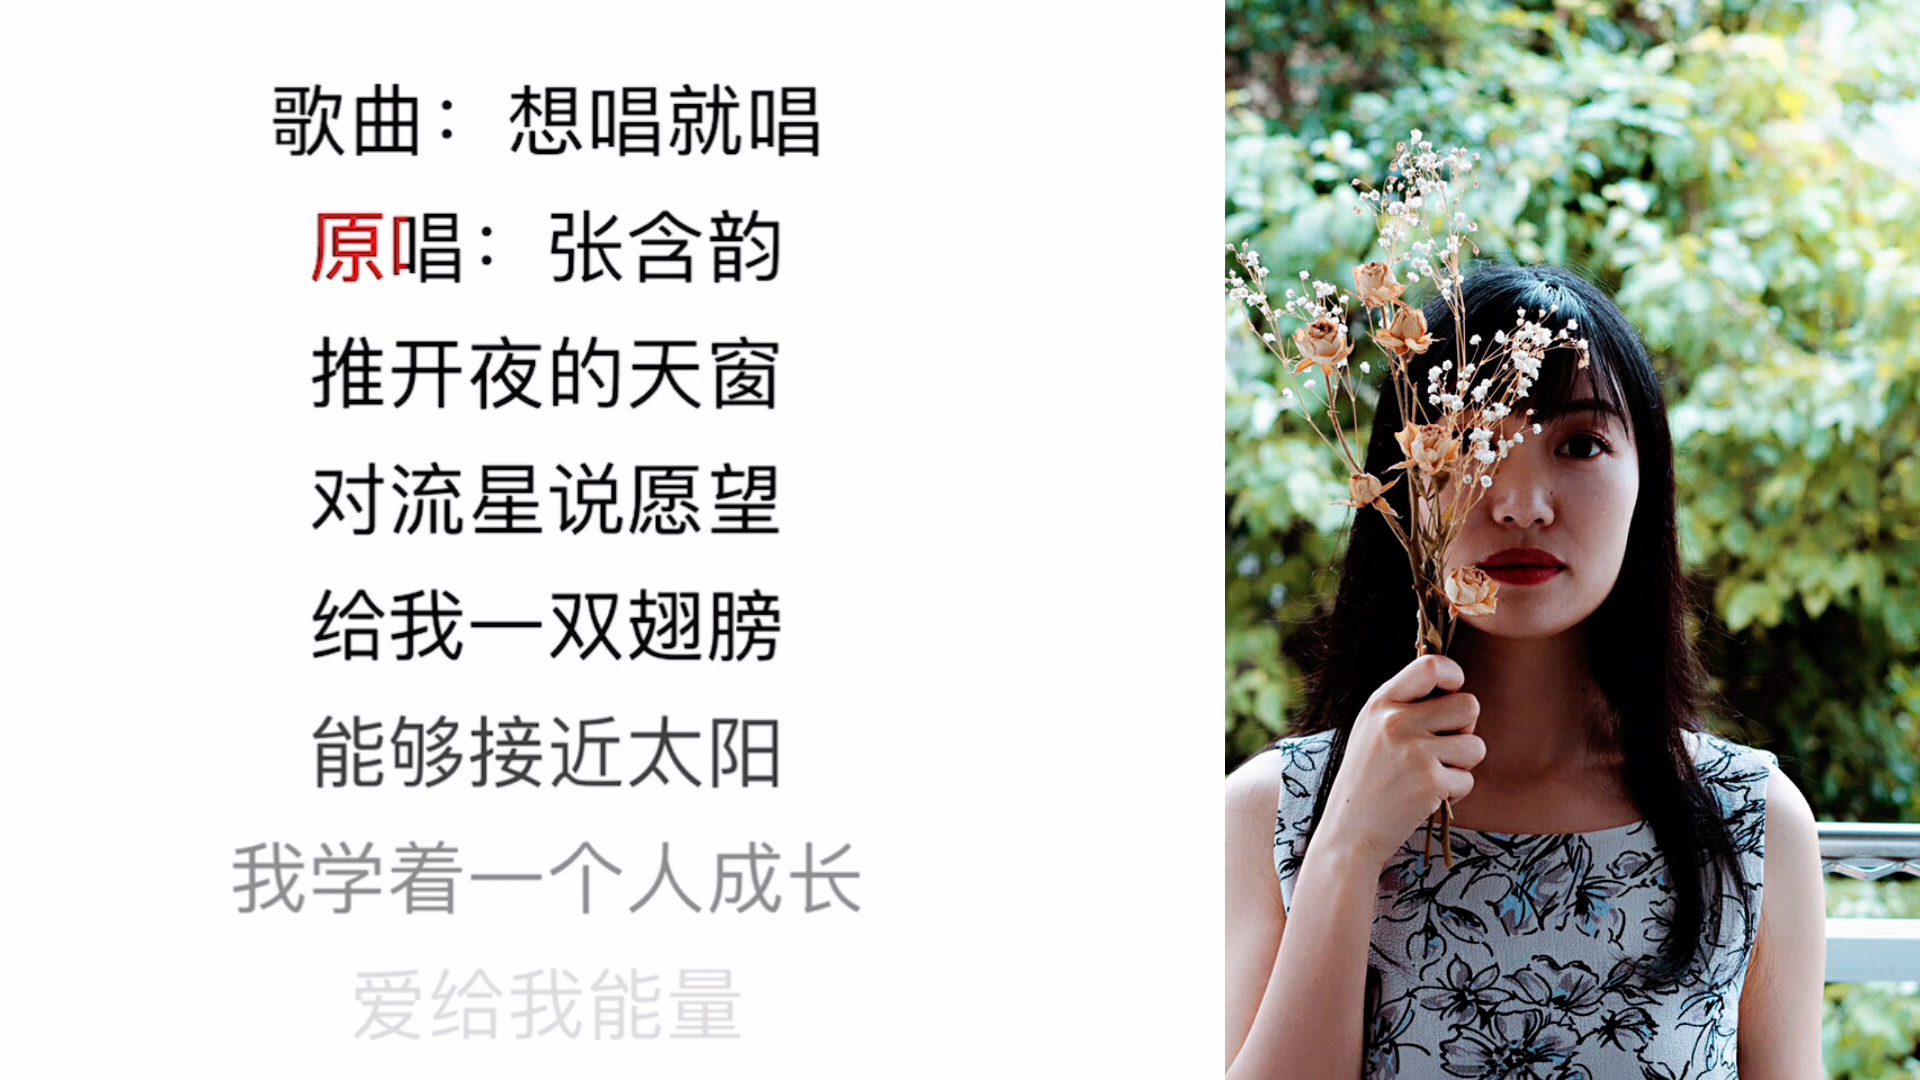 歌曲：想唱就唱
原唱：张含韵
推开夜的天窗
对流星说愿望
给我一双翅膀
能够接近太阳
我学着一个人成长
爱给我能量